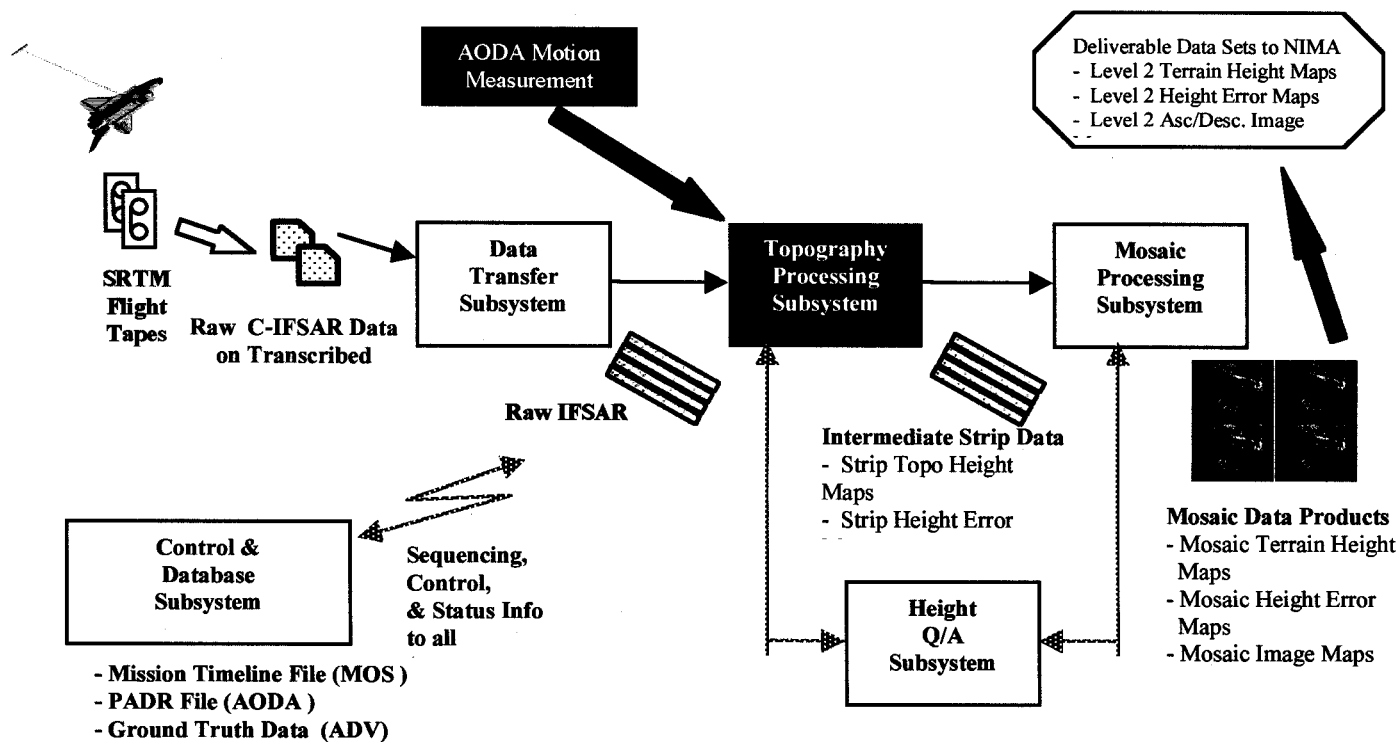 AODA Motion
Measurement
Deliverable Data Sets to NIMA
- Level 2 Terrain Height Maps
- Level 2 Height Error Maps
- Level 2 Asc/Desc. Image
SRTM
Flight
Tapes
Raw C-IFSAR Data
on Transcribed
Data
Transfer
Subsystem
Topography
Processing
Subsystem
Mosaic
Processing
Subsystem
Raw IFSAR
Intermediate Strip Data
- Strip Topo Height
Maps
- Strip Height Error
Mosaic Data Products
- Mosaic Terrain Height
Maps
- Mosaic Height Error
Maps
- Mosaic Image Maps
Control &
Database
Subsystem
Sequencing,
Control,
& Status Info
to all
Height
Q/A
Subsystem
- Mission Timeline File (MOS )
- PADR File (AODA )
- Ground Truth Data (ADV)